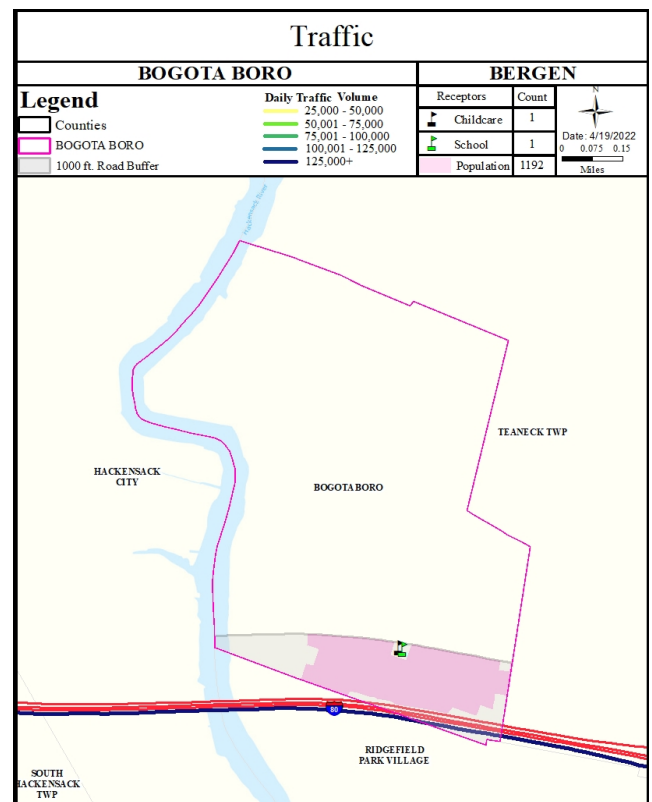 Traffic
BOGOTA BORO
BERGEN
Legend
Counties
BOGOTA BORO
1000 ft. Road Buffer
Daily Traffic Volume
25,000 - 50,000
50,001 - 75,000
75,001 - 100,000
100,001 - 125,000
125,000+
Receptors Count
Childcare 1
School 1
Population 1192
N
Date: 4/19/2022
0 0.075 0.15
Miles
Hackensack River
TEANECK TWP
HACKENSACK
CITY
BOGOTA BORO
80
RIDGEFIELD
PARK VILLAGE
SOUTH
HACKENSACK
TWP